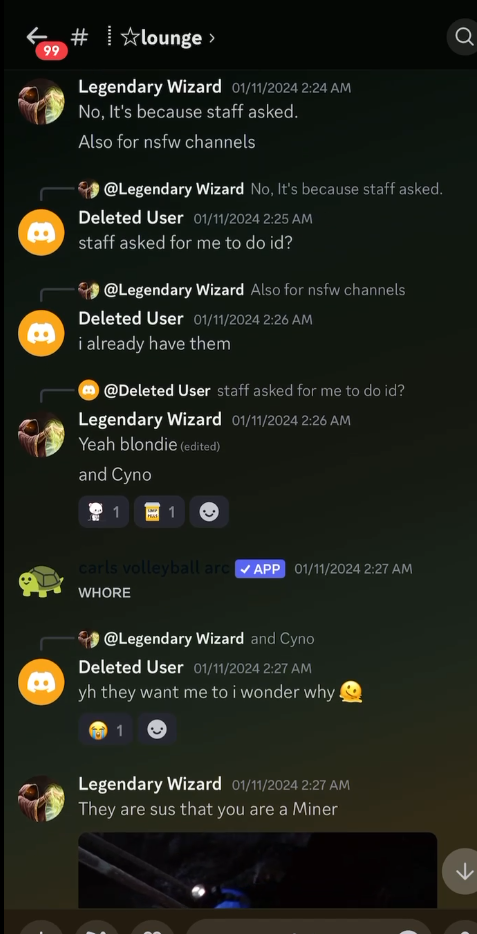 99
# ☆lounge >
Legendary Wizard 01/11/2024 2:24 AM
No, It's because staff asked.
Also for nsfw channels
@Legendary Wizard No, It's because staff asked.
Deleted User 01/11/2024 2:25 AM
staff asked for me to do id?
@Legendary Wizard Also for nsfw channels
Deleted User 01/11/2024 2:26 AM
i already have them
@Deleted User staff asked for me to do id?
Legendary Wizard 01/11/2024 2:26 AM
Yeah blondie (edited)
and Cyno
1 1
carls volleyball arc ✓ APP 01/11/2024 2:27 AM
WHORE
@Legendary Wizard and Cyno
Deleted User 01/11/2024 2:27 AM
yh they want me to i wonder why 🫠
😭 1
Legendary Wizard 01/11/2024 2:27 AM
They are sus that you are a Miner